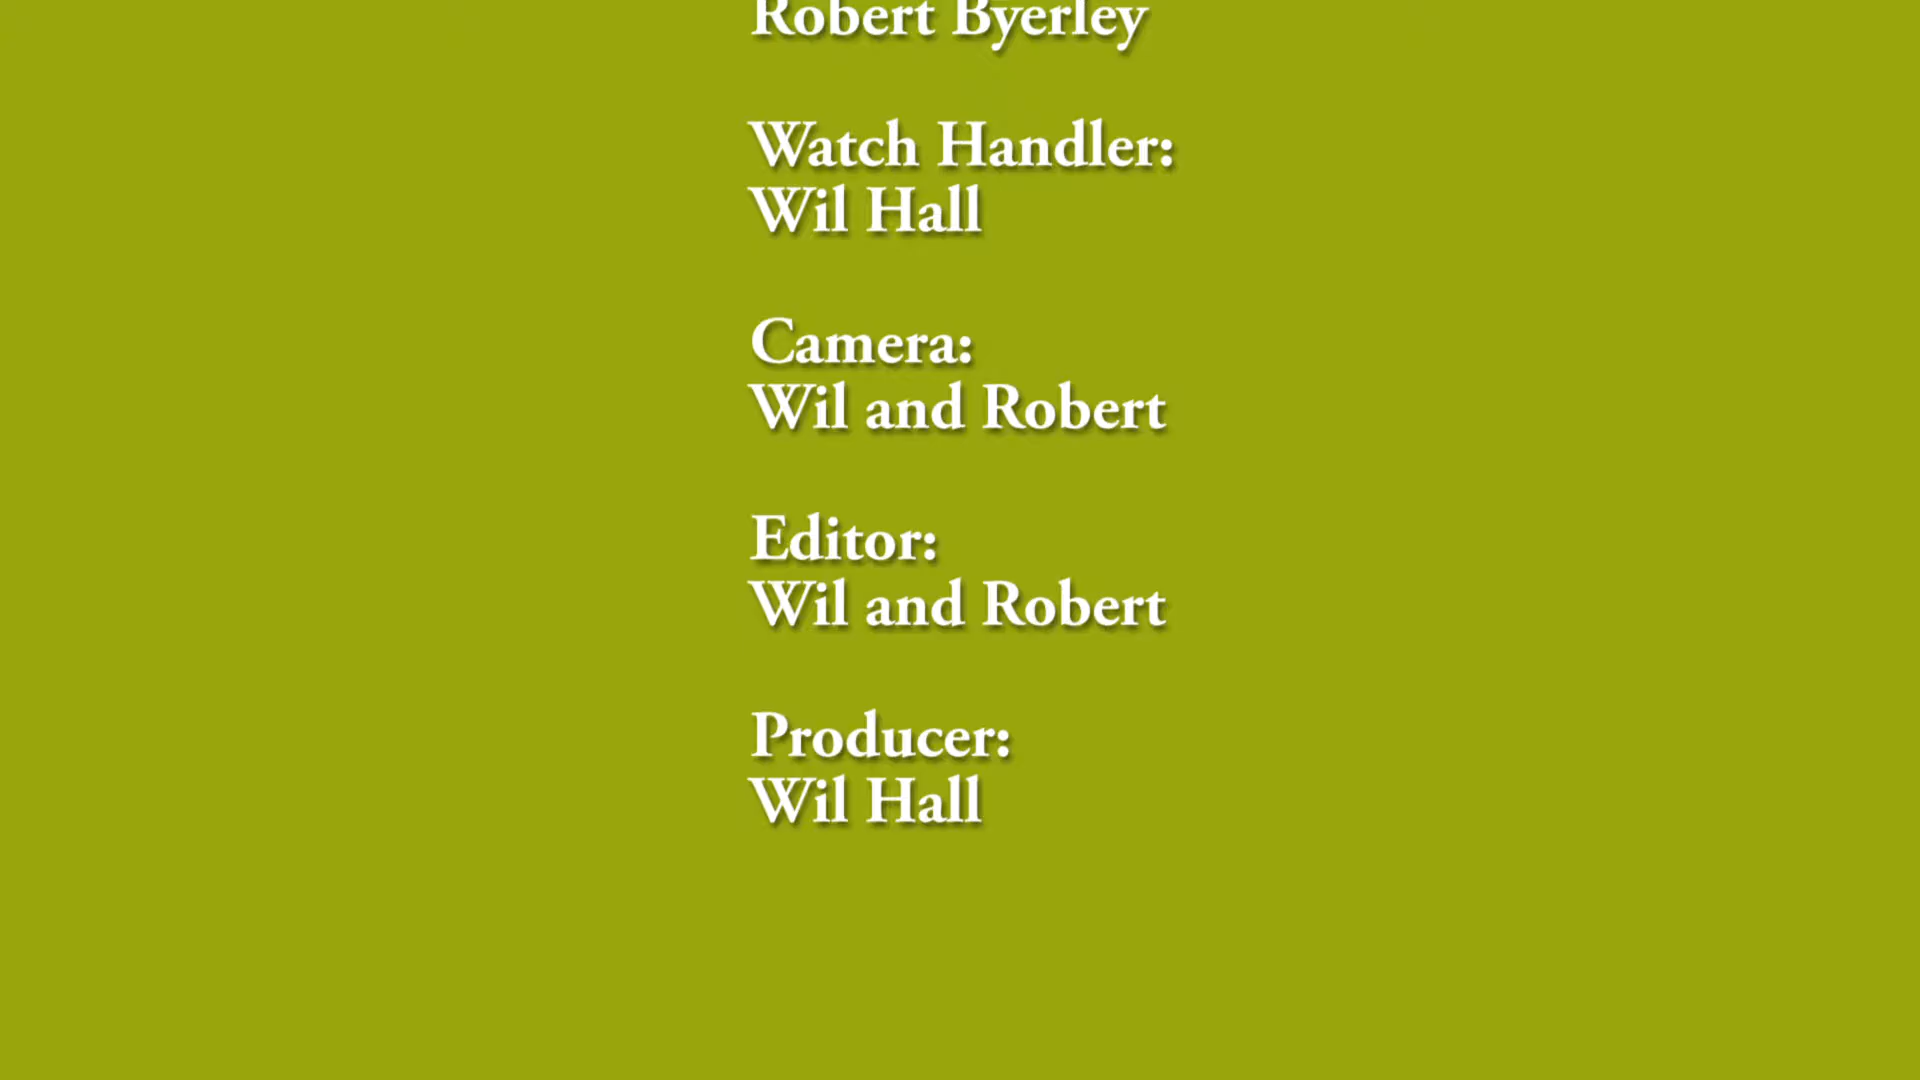 Robert Byerley
Watch Handler:
Wil Hall
Camera:
Wil and Robert
Editor:
Wil and Robert
Producer:
Wil Hall